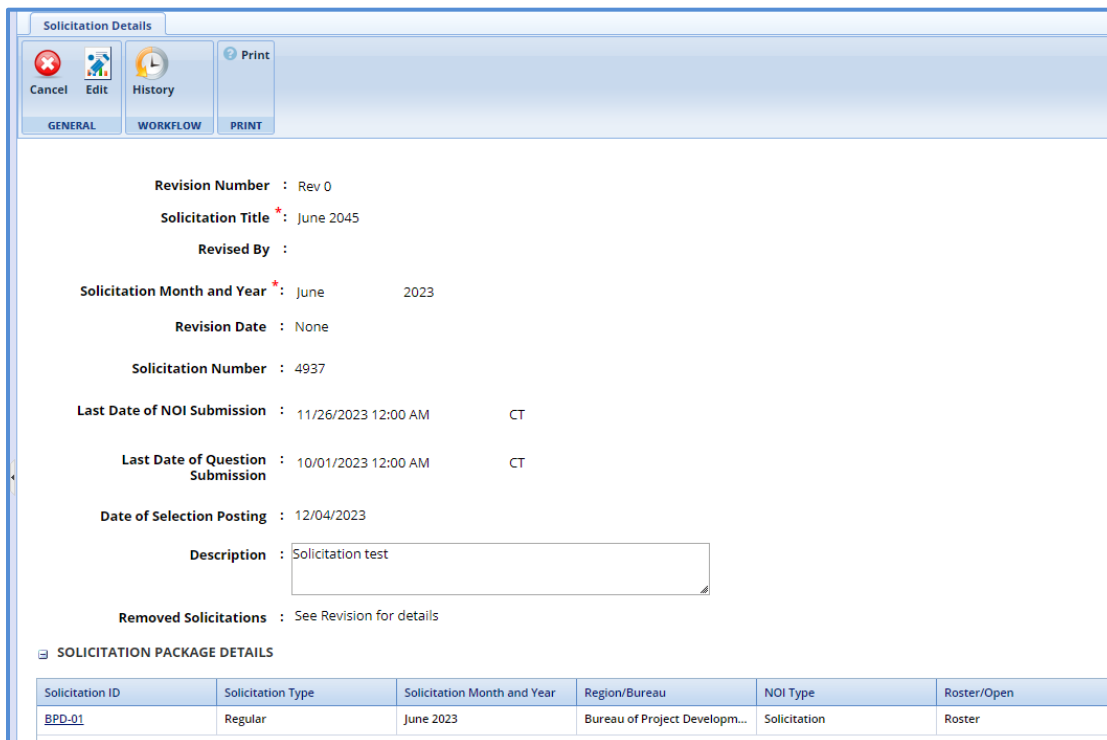 Solicitation Details
Cancel Edit History Print
GENERAL WORKFLOW PRINT
Revision Number : Rev 0
Solicitation Title *: June 2045
Revised By :
Solicitation Month and Year *: June 2023
Revision Date : None
Solicitation Number : 4937
Last Date of NOI Submission : 11/26/2023 12:00 AM CT
Last Date of Question : 10/01/2023 12:00 AM CT
Submission
Date of Selection Posting : 12/04/2023
Description : Solicitation test
Removed Solicitations : See Revision for details
SOLICITATION PACKAGE DETAILS
Solicitation ID Solicitation Type Solicitation Month and Year Region/Bureau NOI Type Roster/Open
BPD-01 Regular June 2023 Bureau of Project Developm... Solicitation Roster